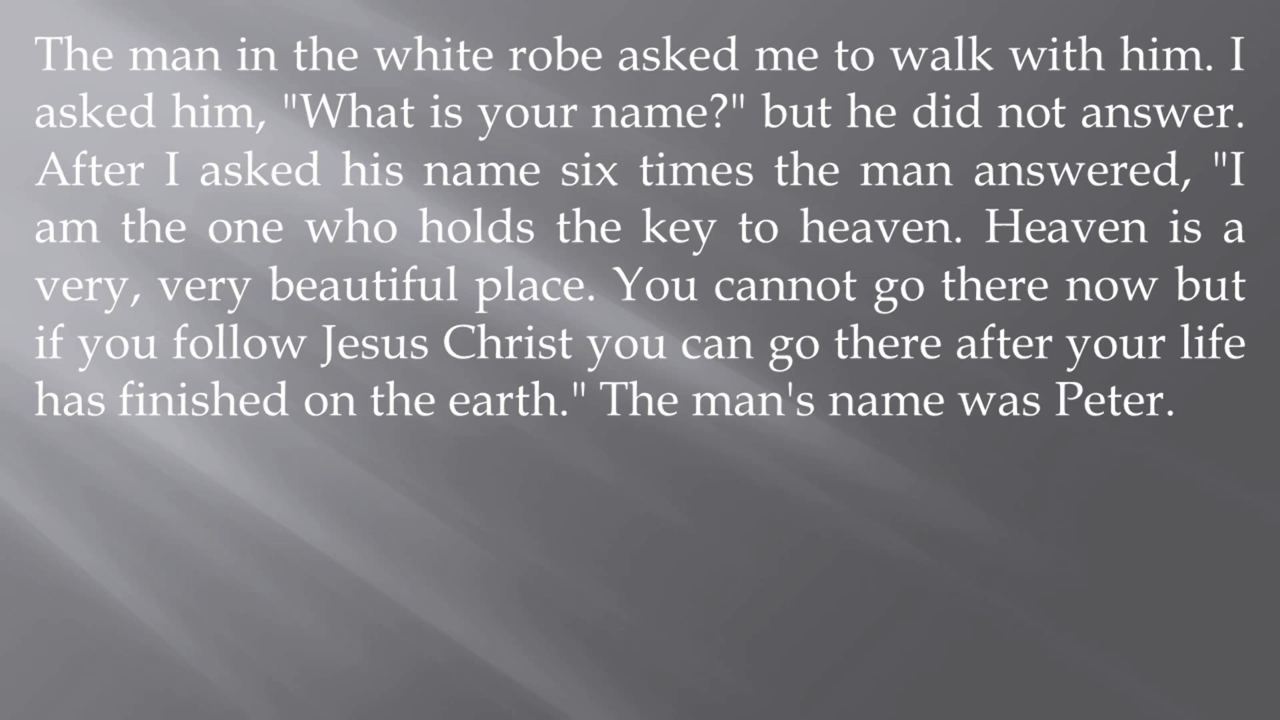 The man in the white robe asked me to walk with him. I
asked him, "What is your name?" but he did not answer.
After I asked his name six times the man answered, "I
am the one who holds the key to heaven. Heaven is a
very, very beautiful place. You cannot go there now but
if you follow Jesus Christ you can go there after your life
has finished on the earth." The man's name was Peter.